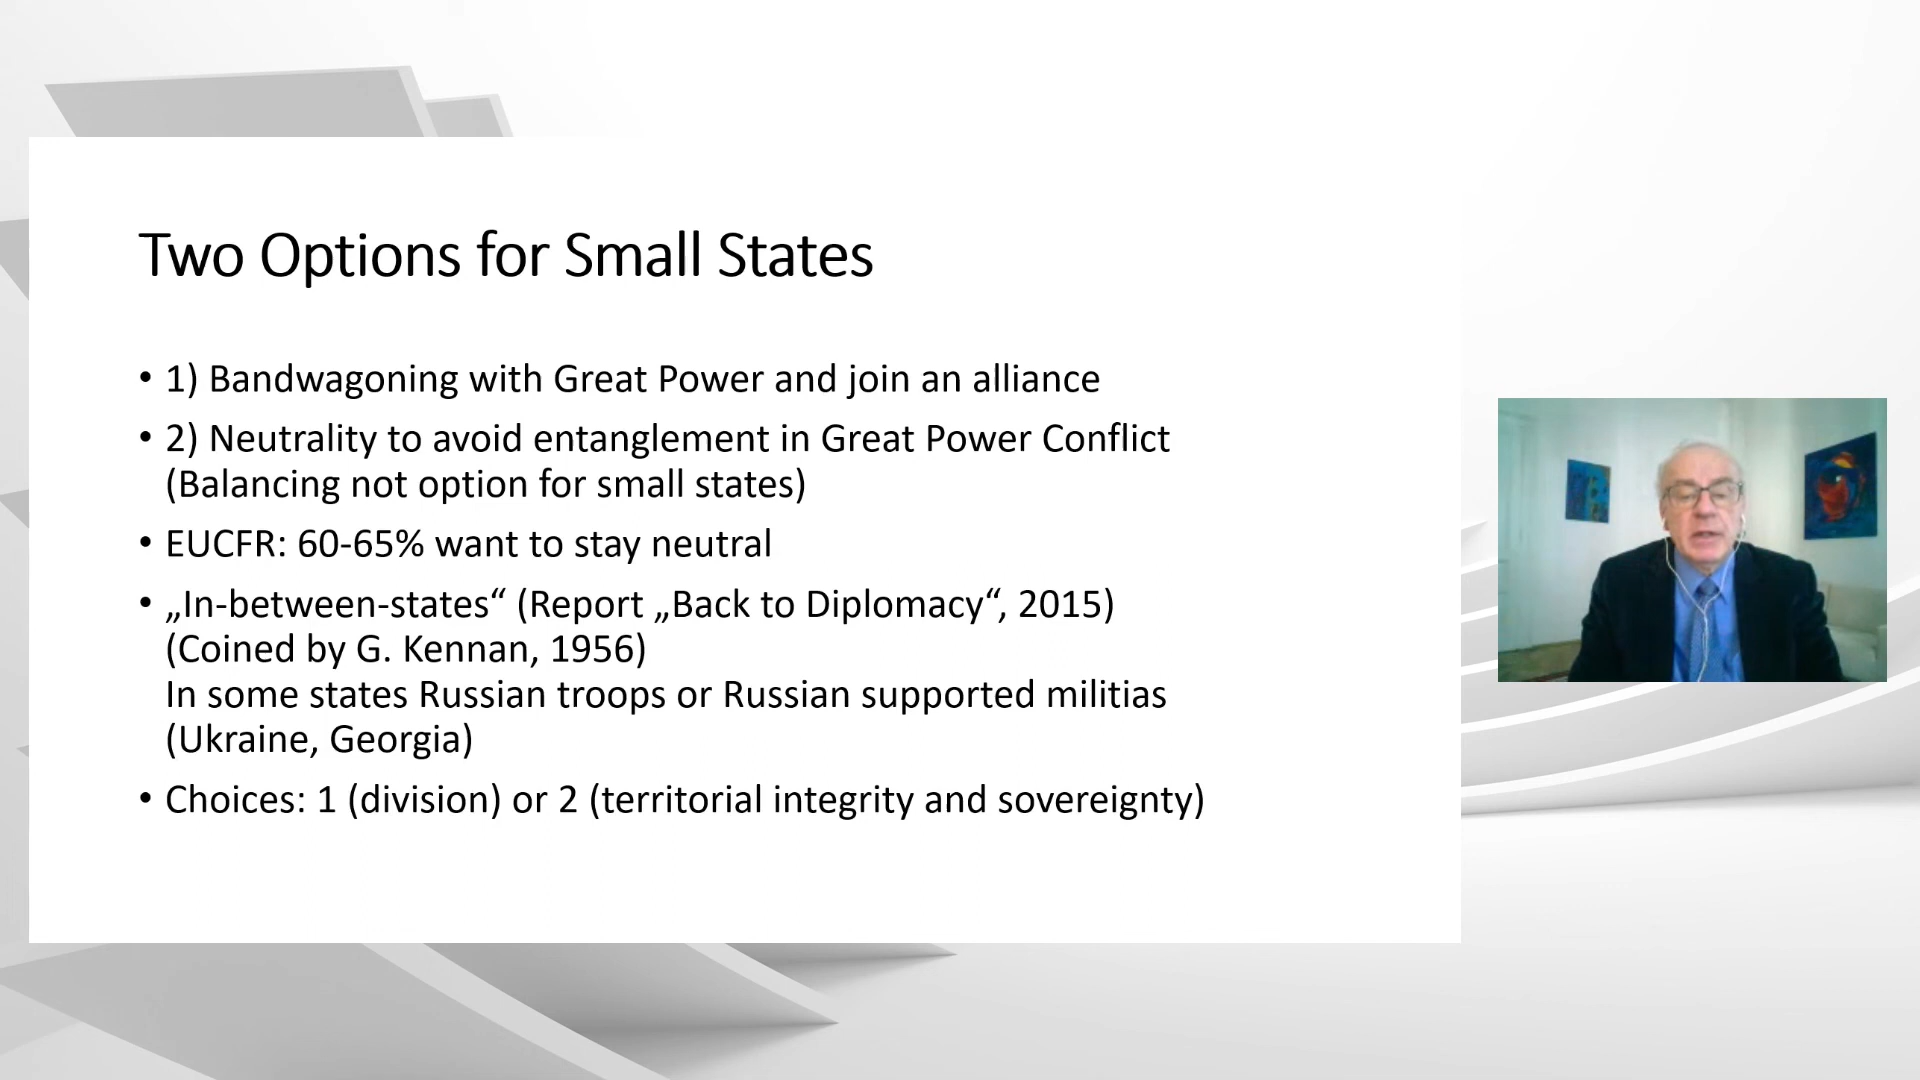 Two Options for Small States
• 1) Bandwagoning with Great Power and join an alliance
• 2) Neutrality to avoid entanglement in Great Power Conflict
(Balancing not option for small states)
• EUCFR: 60-65% want to stay neutral
• „In-between-states“ (Report „Back to Diplomacy“, 2015)
(Coined by G. Kennan, 1956)
In some states Russian troops or Russian supported militias
(Ukraine, Georgia)
• Choices: 1 (division) or 2 (territorial integrity and sovereignty)